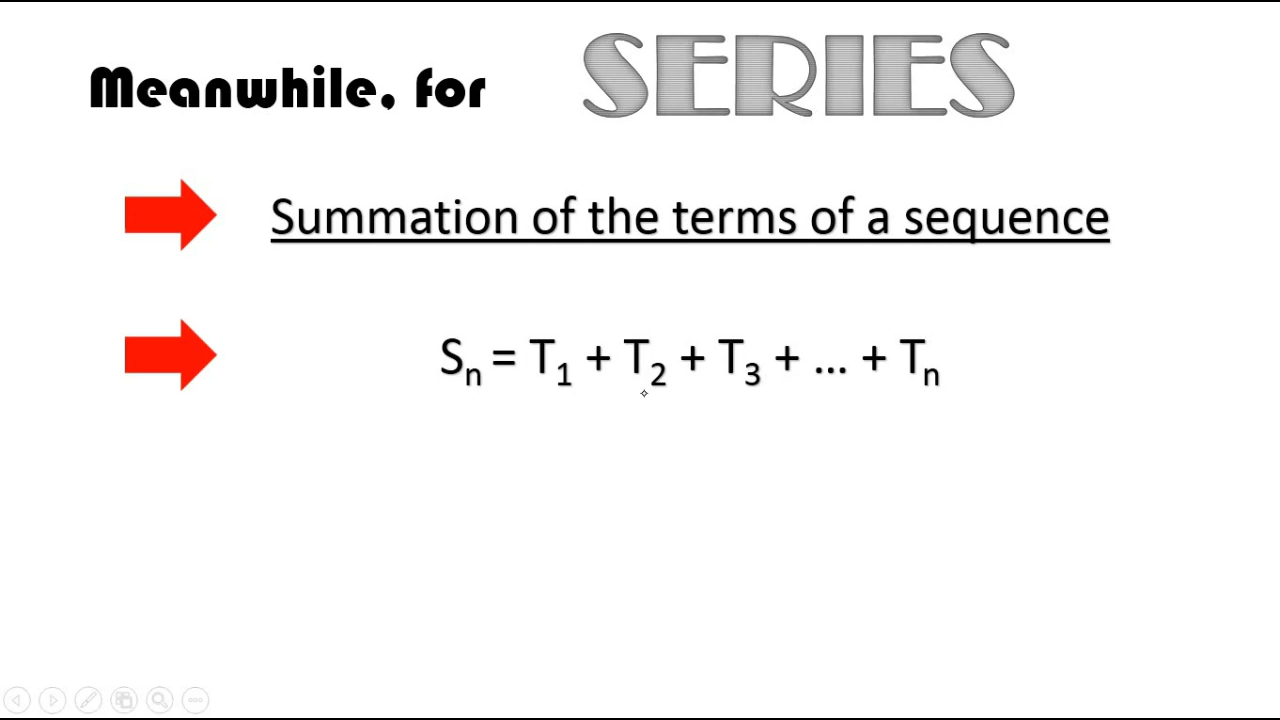 Meanwhile, for SERIES
Summation of the terms of a sequence
Sₙ = T₁ + T₂ + T₃ + ... + Tₙ